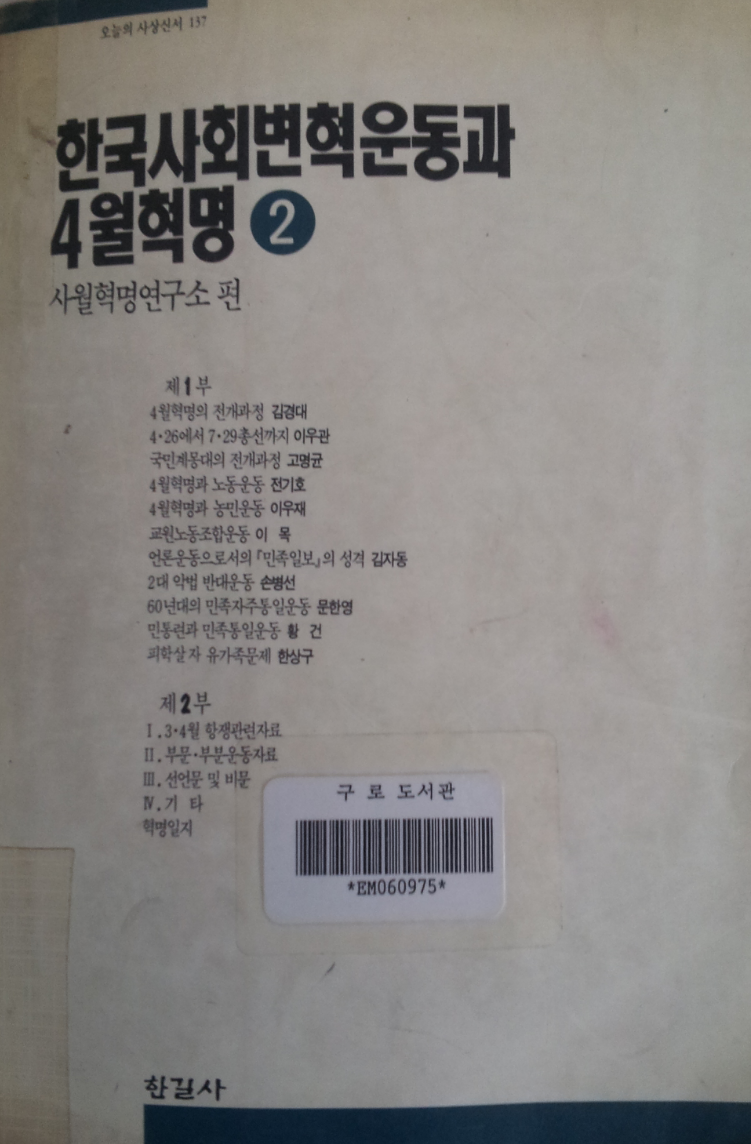 오늘의 사상신서 137
한국사회변혁운동과
4월혁명 2
사월혁명연구소 편
제1부
4월혁명의 전개과정 김경대
4·26에서 7·29총선까지 이우관
국민계몽대의 전개과정 고명균
4월혁명과 노동운동 전기호
4월혁명과 농민운동 이우재
교원노동조합운동 이 목
언론운동으로서의 『민족일보』의 성격 김자동
2대 악법 반대운동 손병선
60년대의 민족자주통일운동 문한영
민통련과 민족통일운동 황 건
피학살자 유가족문제 한상구
제2부
Ⅰ. 3·4월 항쟁관련자료
Ⅱ. 부문·부분운동자료
Ⅲ. 선언문 및 비문
Ⅳ. 기 타
혁명일지
구 로 도서관
*EM060975*
한길사